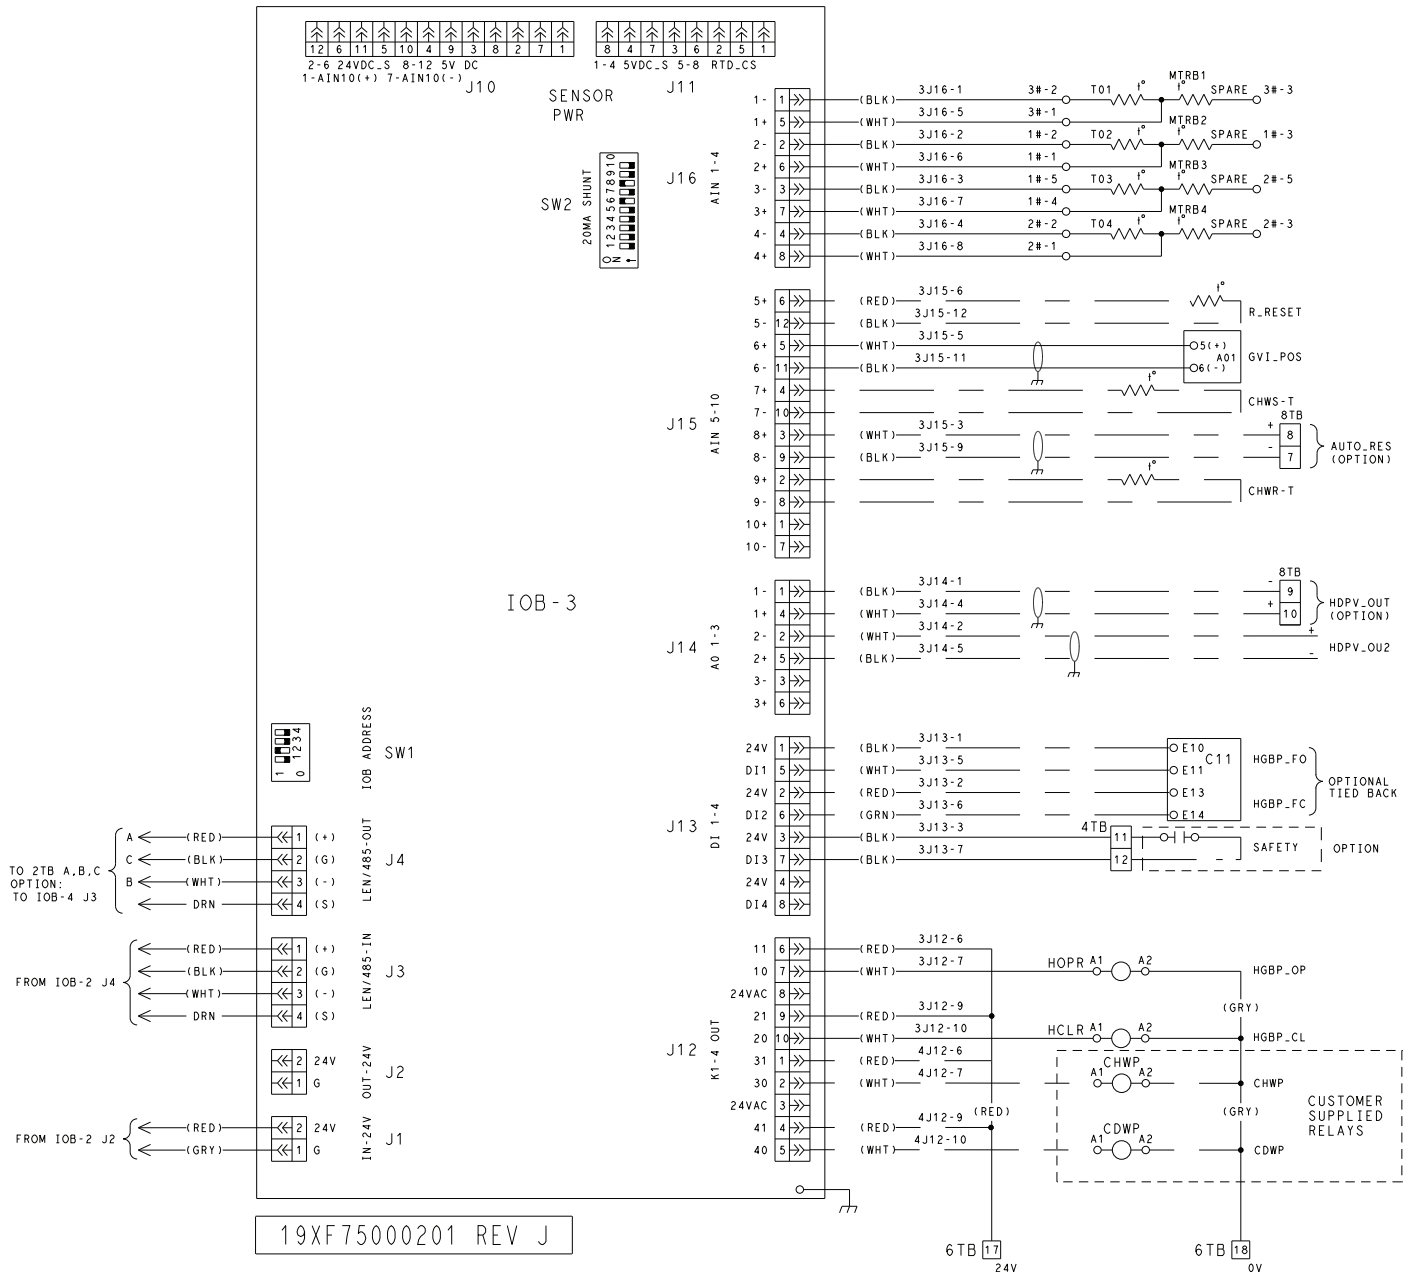 12 6 11 5 10 4 9 3 8 2 7 1
2-6 24VDC_S 8-12 5V DC
1-AIN10(+) 7-AIN10(-)
J10
8 4 7 3 6 2 5 1
1-4 5VDC_S 5-8 RTD_CS
J11
SENSOR
PWR
SW2
20MA SHUNT
1 2 3 4 5 6 7 8 9 10
ON
J16
AIN 1-4
1- 1 (BLK) 3J16-1 3#-2 T01 t° MTRB1 t° SPARE 3#-3
1+ 5 (WHT) 3J16-5 3#-1
2- 2 (BLK) 3J16-2 1#-2 T02 t° MTRB2 t° SPARE 1#-3
2+ 6 (WHT) 3J16-6 1#-1
3- 3 (BLK) 3J16-3 1#-5 T03 t° MTRB3 t° SPARE 2#-5
3+ 7 (WHT) 3J16-7 1#-4
4- 4 (BLK) 3J16-4 2#-2 T04 t° MTRB4 t° SPARE 2#-3
4+ 8 (WHT) 3J16-8 2#-1
J15
AIN 5-10
5+ 6 (RED) 3J15-6 t°
R_RESET
5- 12 (BLK) 3J15-12
6+ 5 (WHT) 3J15-5 5(+)
A01 GVI_POS
6- 11 (BLK) 3J15-11 6(-)
7+ 4 t°
CHWS-T
7- 10
8TB
8+ 3 (WHT) 3J15-3 + 8
8- 9 (BLK) 3J15-9 - 7
AUTO_RES
(OPTION)
9+ 2 t°
CHWR-T
9- 8
10+ 1
10- 7
IOB-3
J14
AO 1-3
8TB
1- 1 (BLK) 3J14-1 - 9
1+ 4 (WHT) 3J14-4 + 10
HDPV_OUT
(OPTION)
2- 2 (WHT) 3J14-2 +
HDPV_OU2
2+ 5 (BLK) 3J14-5 -
3- 3
3+ 6
1 2 3 4
1 0
IOB ADDRESS
SW1
J13
DI 1-4
24V 1 (BLK) 3J13-1 E10
C11 HGBP_FO
DI1 5 (WHT) 3J13-5 E11
24V 2 (RED) 3J13-2 E13
HGBP_FC
DI2 6 (GRN) 3J13-6 E14
OPTIONAL
TIED BACK
24V 3 (BLK) 3J13-3 4TB 11
SAFETY OPTION
DI3 7 (BLK) 3J13-7 12
24V 4
DI4 8
TO 2TB A,B,C
OPTION:
TO IOB-4 J3
A (RED) 1 (+)
C (BLK) 2 (G)
B (WHT) 3 (-)
DRN 4 (S)
LEN/485-OUT
J4
FROM IOB-2 J4
(RED) 1 (+)
(BLK) 2 (G)
(WHT) 3 (-)
DRN 4 (S)
LEN/485-IN
J3
2 24V
1 G
OUT-24V
J2
FROM IOB-2 J2
(RED) 2 24V
(GRY) 1 G
IN-24V
J1
J12
K1-4 OUT
11 6 (RED) 3J12-6
10 7 (WHT) 3J12-7 HOPR A1 A2 HGBP_OP
24VAC 8
(GRY)
21 9 (RED) 3J12-9
20 10 (WHT) 3J12-10 HCLR A1 A2 HGBP_CL
31 1 (RED) 4J12-6
30 2 (WHT) 4J12-7 CHWP A1 A2 CHWP
24VAC 3
(RED) (GRY)
41 4 (RED) 4J12-9
40 5 (WHT) 4J12-10 CDWP A1 A2 CDWP
CUSTOMER
SUPPLIED
RELAYS
19XF75000201 REV J
6TB 17
24V
6TB 18
0V